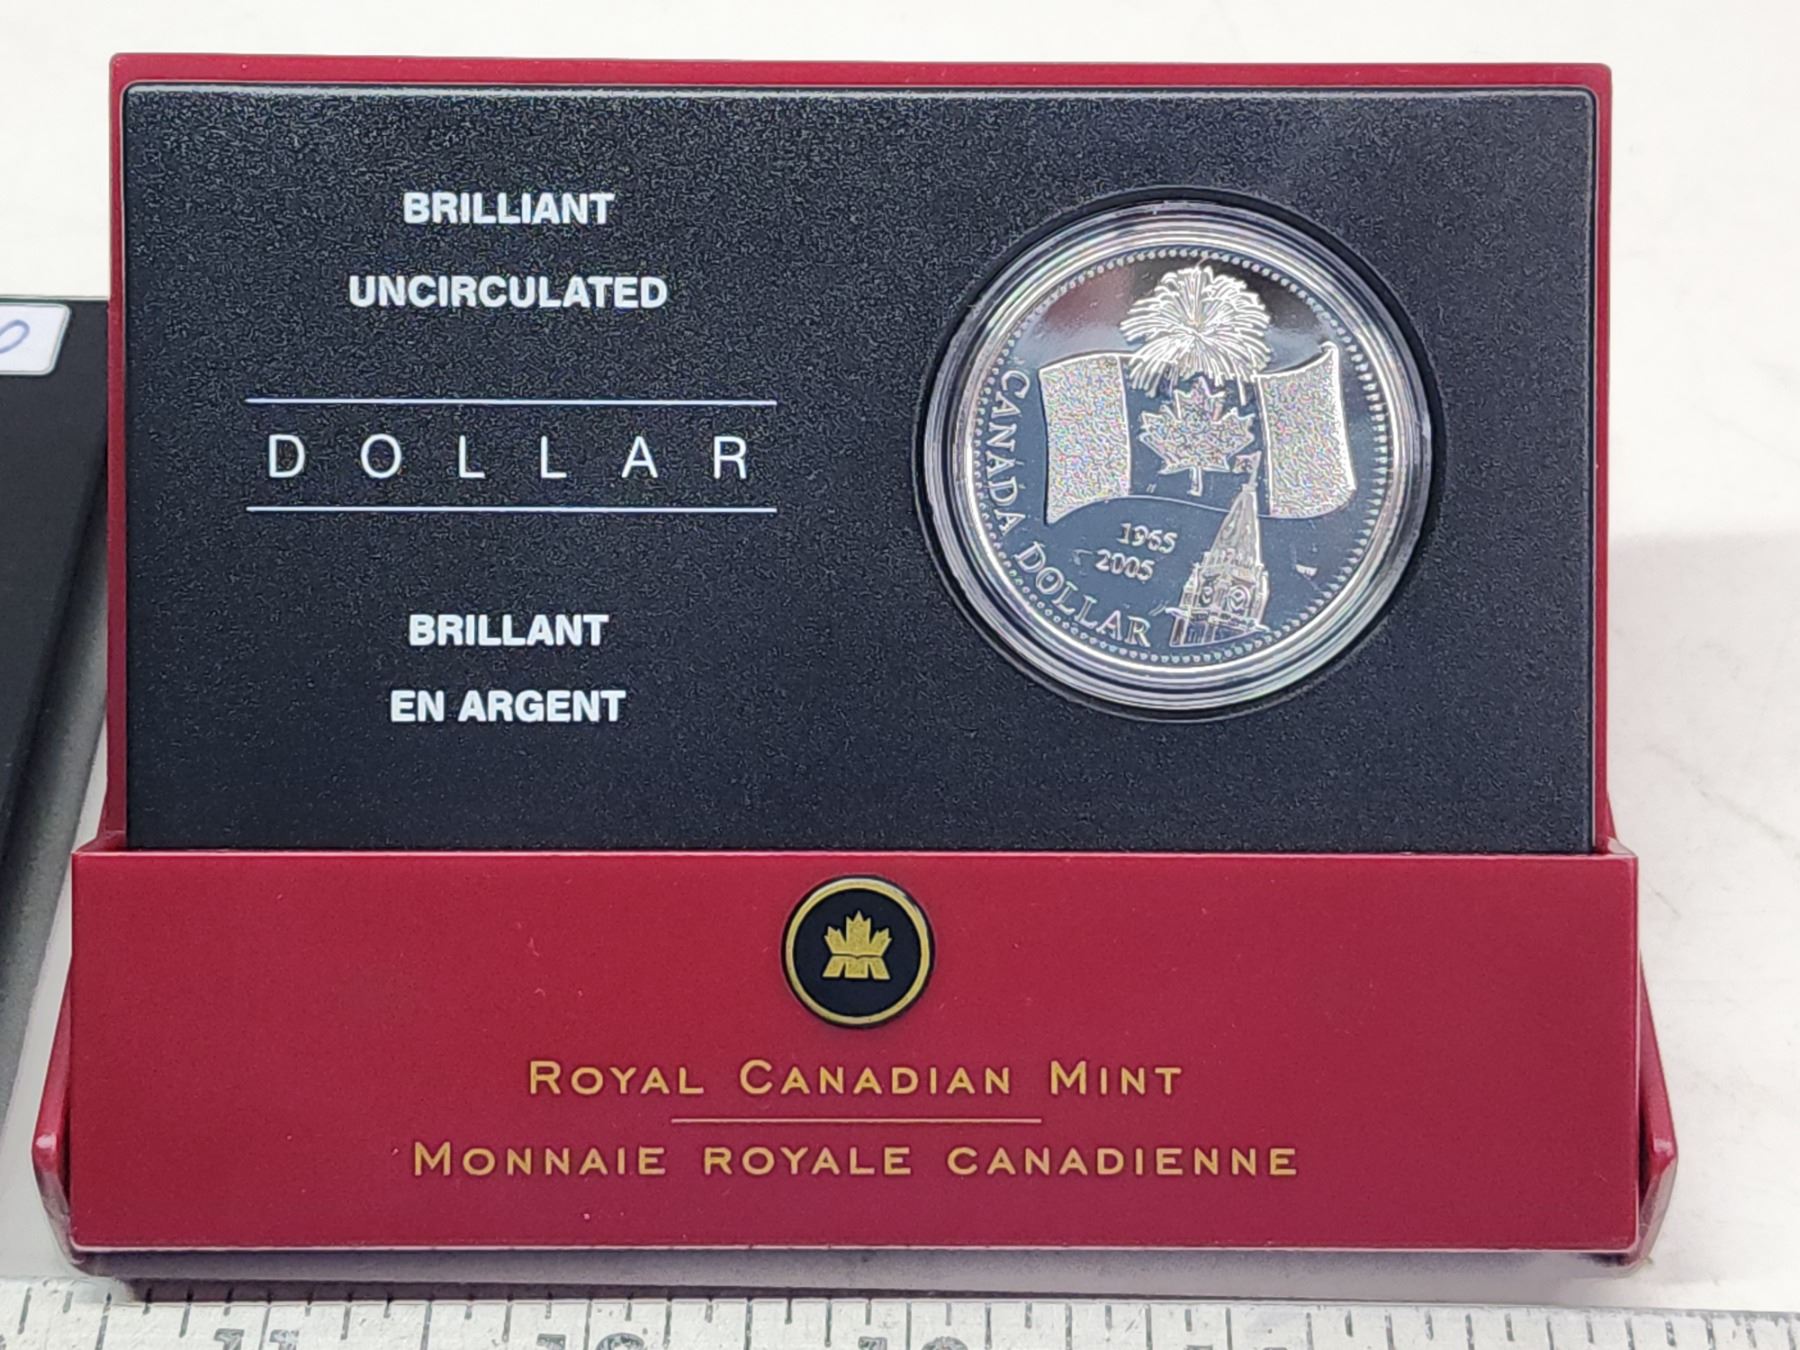 BRILLIANT
UNCIRCULATED
DOLLAR
BRILLANT
EN ARGENT
CANADA DOLLAR
1965
2005
ROYAL CANADIAN MINT
MONNAIE ROYALE CANADIENNE